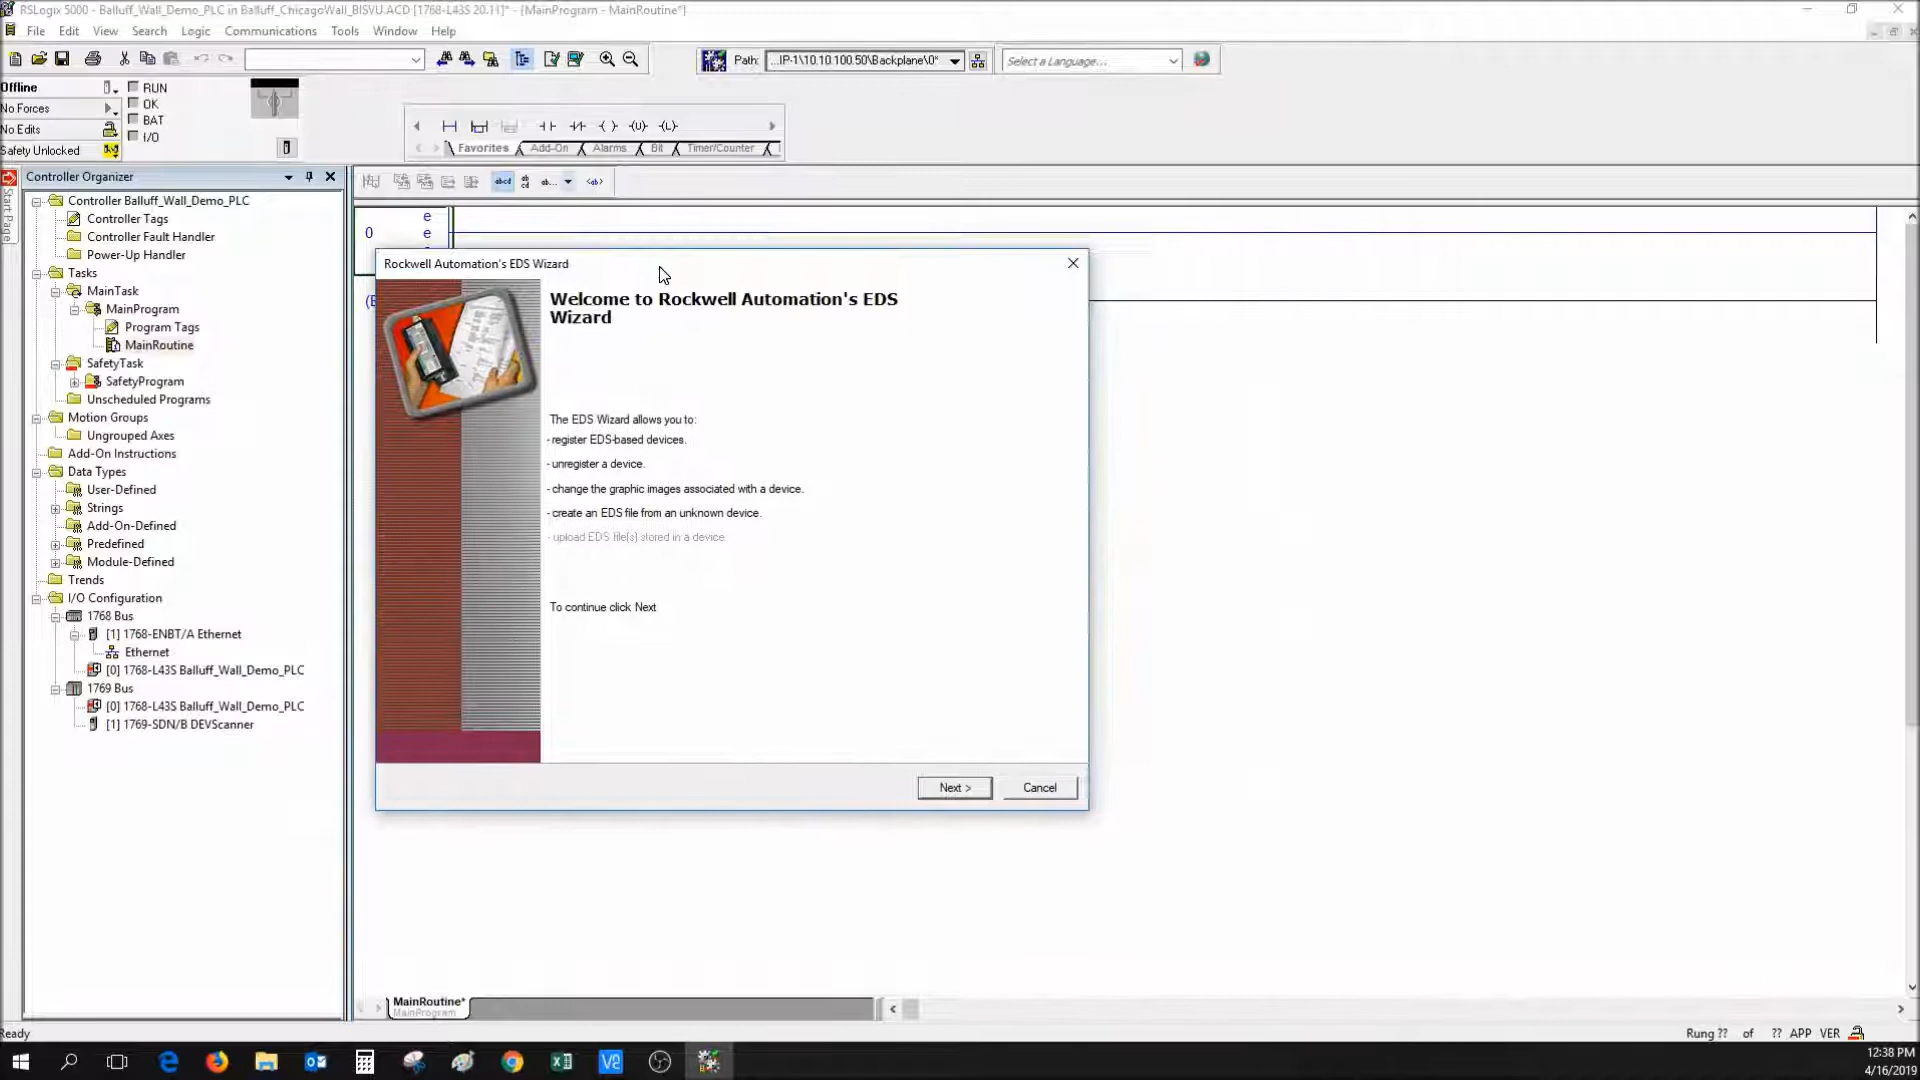 RSLogix 5000 - Balluff_Wall_Demo_PLC in Balluff_ChicagoWall_BISVU.ACD [1768-L43S 20.11]* - [MainProgram - MainRoutine*]
File Edit View Search Logic Communications Tools Window Help
Path: ...IP-1\10.10.100.50\Backplane\0*
Select a Language...
Offline RUN
No Forces OK
No Edits BAT
I/O
Safety Unlocked
Favorites Add-On Alarms Bit Timer/Counter
Controller Organizer
Start Page
Controller Balluff_Wall_Demo_PLC
Controller Tags
Controller Fault Handler
Power-Up Handler
Tasks
MainTask
MainProgram
Program Tags
MainRoutine
SafetyTask
SafetyProgram
Unscheduled Programs
Motion Groups
Ungrouped Axes
Add-On Instructions
Data Types
User-Defined
Strings
Add-On-Defined
Predefined
Module-Defined
Trends
I/O Configuration
1768 Bus
[1] 1768-ENBT/A Ethernet
Ethernet
[0] 1768-L43S Balluff_Wall_Demo_PLC
1769 Bus
[0] 1768-L43S Balluff_Wall_Demo_PLC
[1] 1769-SDN/B DEVScanner
e
0 e
Rockwell Automation's EDS Wizard
Welcome to Rockwell Automation's EDS
Wizard
The EDS Wizard allows you to:
- register EDS-based devices.
- unregister a device.
- change the graphic images associated with a device.
- create an EDS file from an unknown device.
- upload EDS file(s) stored in a device
To continue click Next
Next > Cancel
MainRoutine*
MainProgram
Ready
Rung ?? of ?? APP VER
12:38 PM
4/16/2019